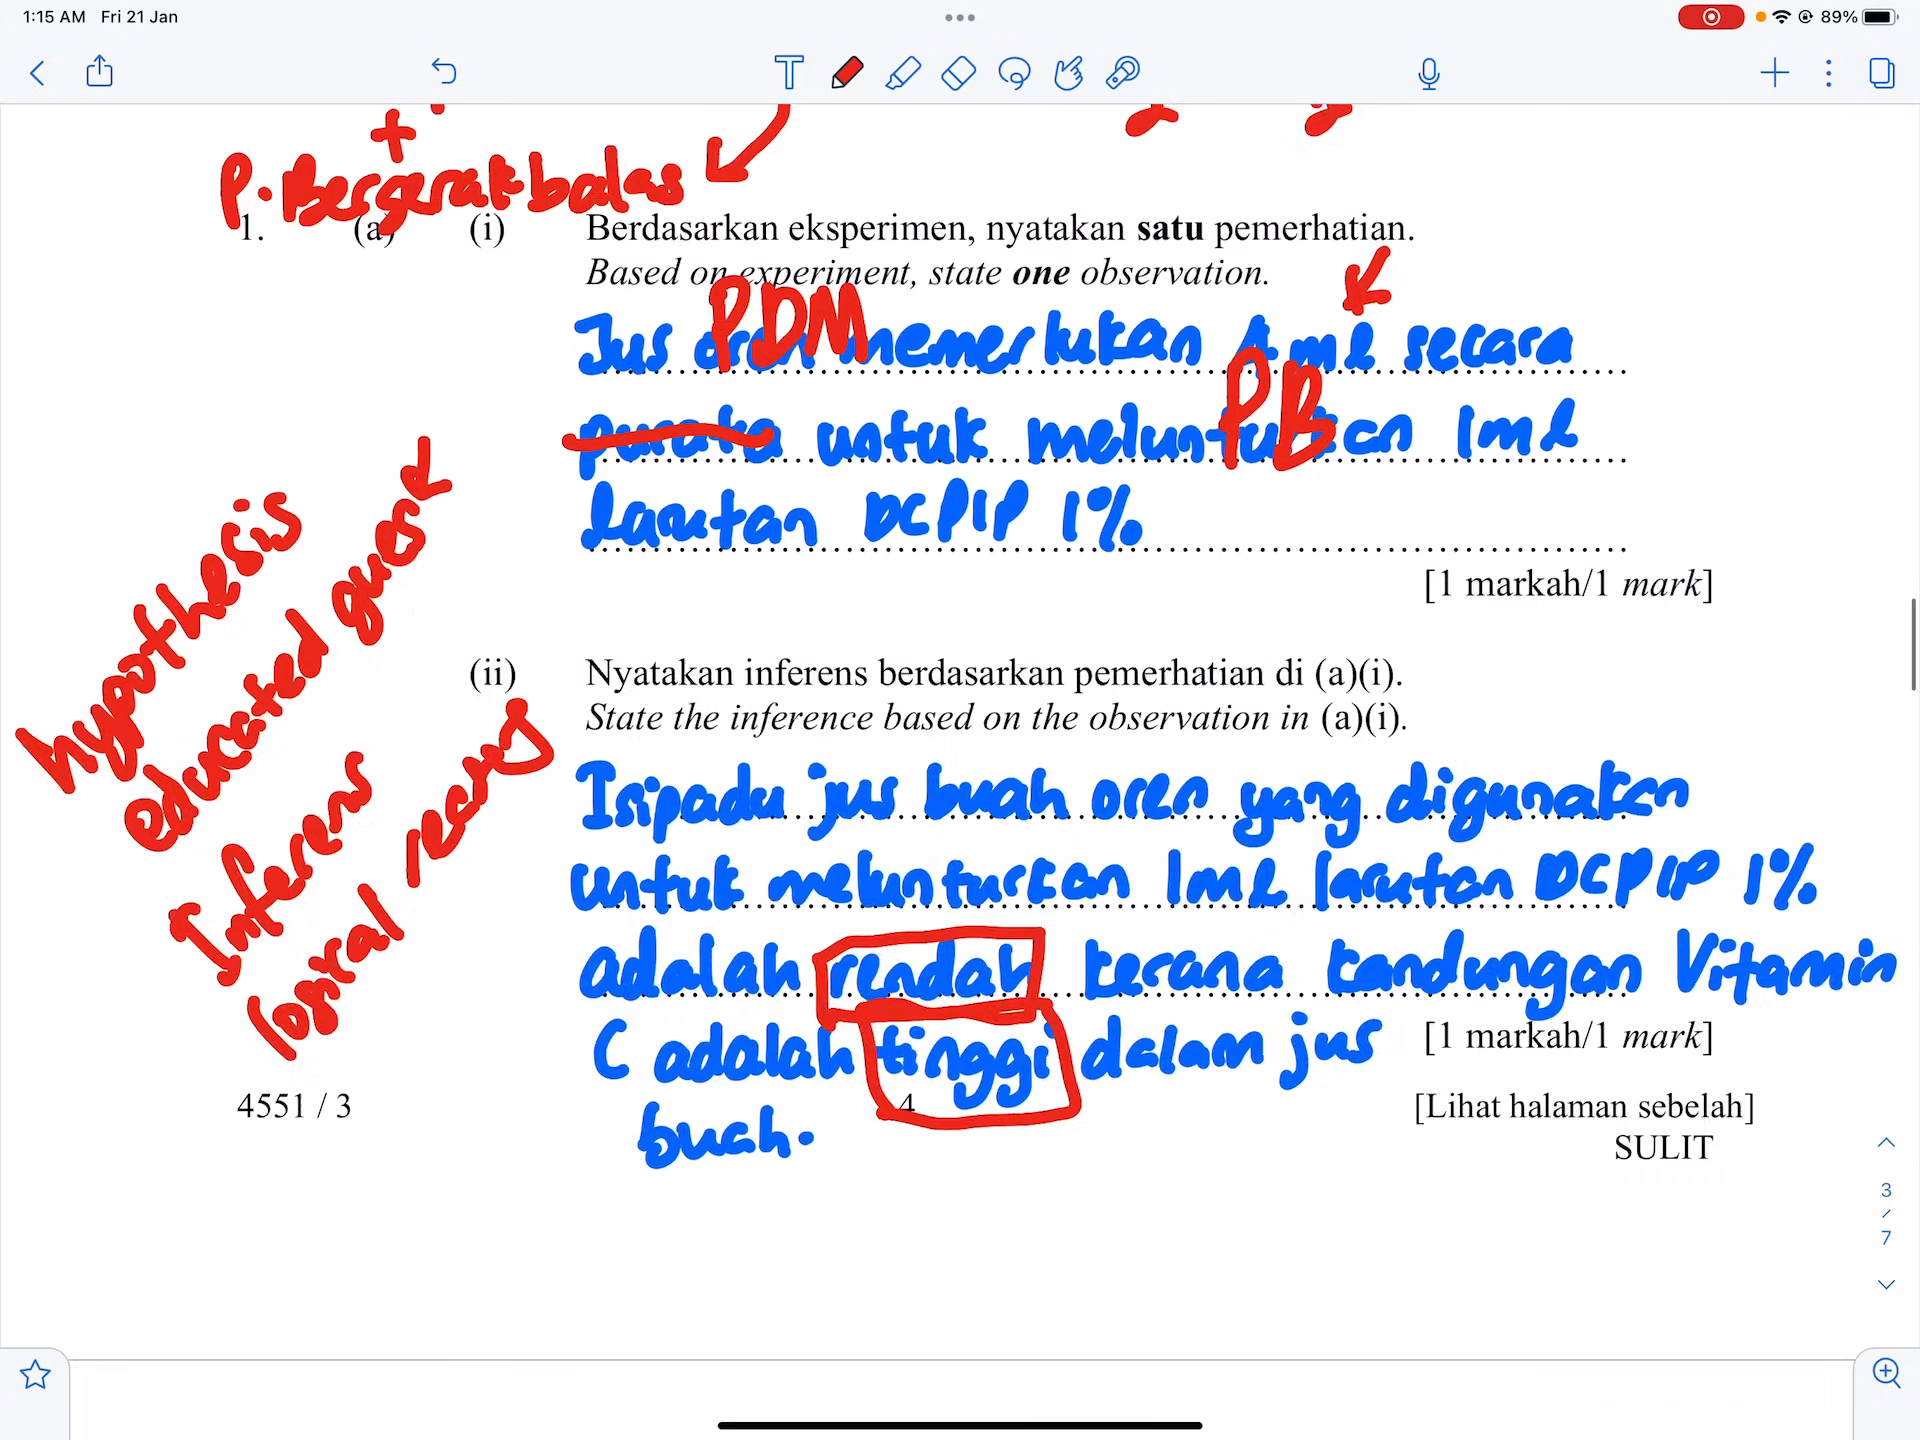 1:15 AM Fri 21 Jan
89%
T
+
P. Bergerakbalas
1. (a) (i) Berdasarkan eksperimen, nyatakan satu pemerhatian.
Based on experiment, state one observation.
PDM
Jus oren memerlukan 4 ml secara
PB
purata untuk melunturkan 1ml
larutan DCPIP 1%
[1 markah/1 mark]
hypothesis
educated gues
Inferens
logical
(ii) Nyatakan inferens berdasarkan pemerhatian di (a)(i).
State the inference based on the observation in (a)(i).
Isipadu jus buah oren yang digunakan
untuk melunturkan 1ml larutan DCPIP 1%
adalah rendah kerana kandungan Vitamin
C adalah tinggi dalam jus
[1 markah/1 mark]
buah.
4551 / 3
4
[Lihat halaman sebelah]
SULIT
3
/
7